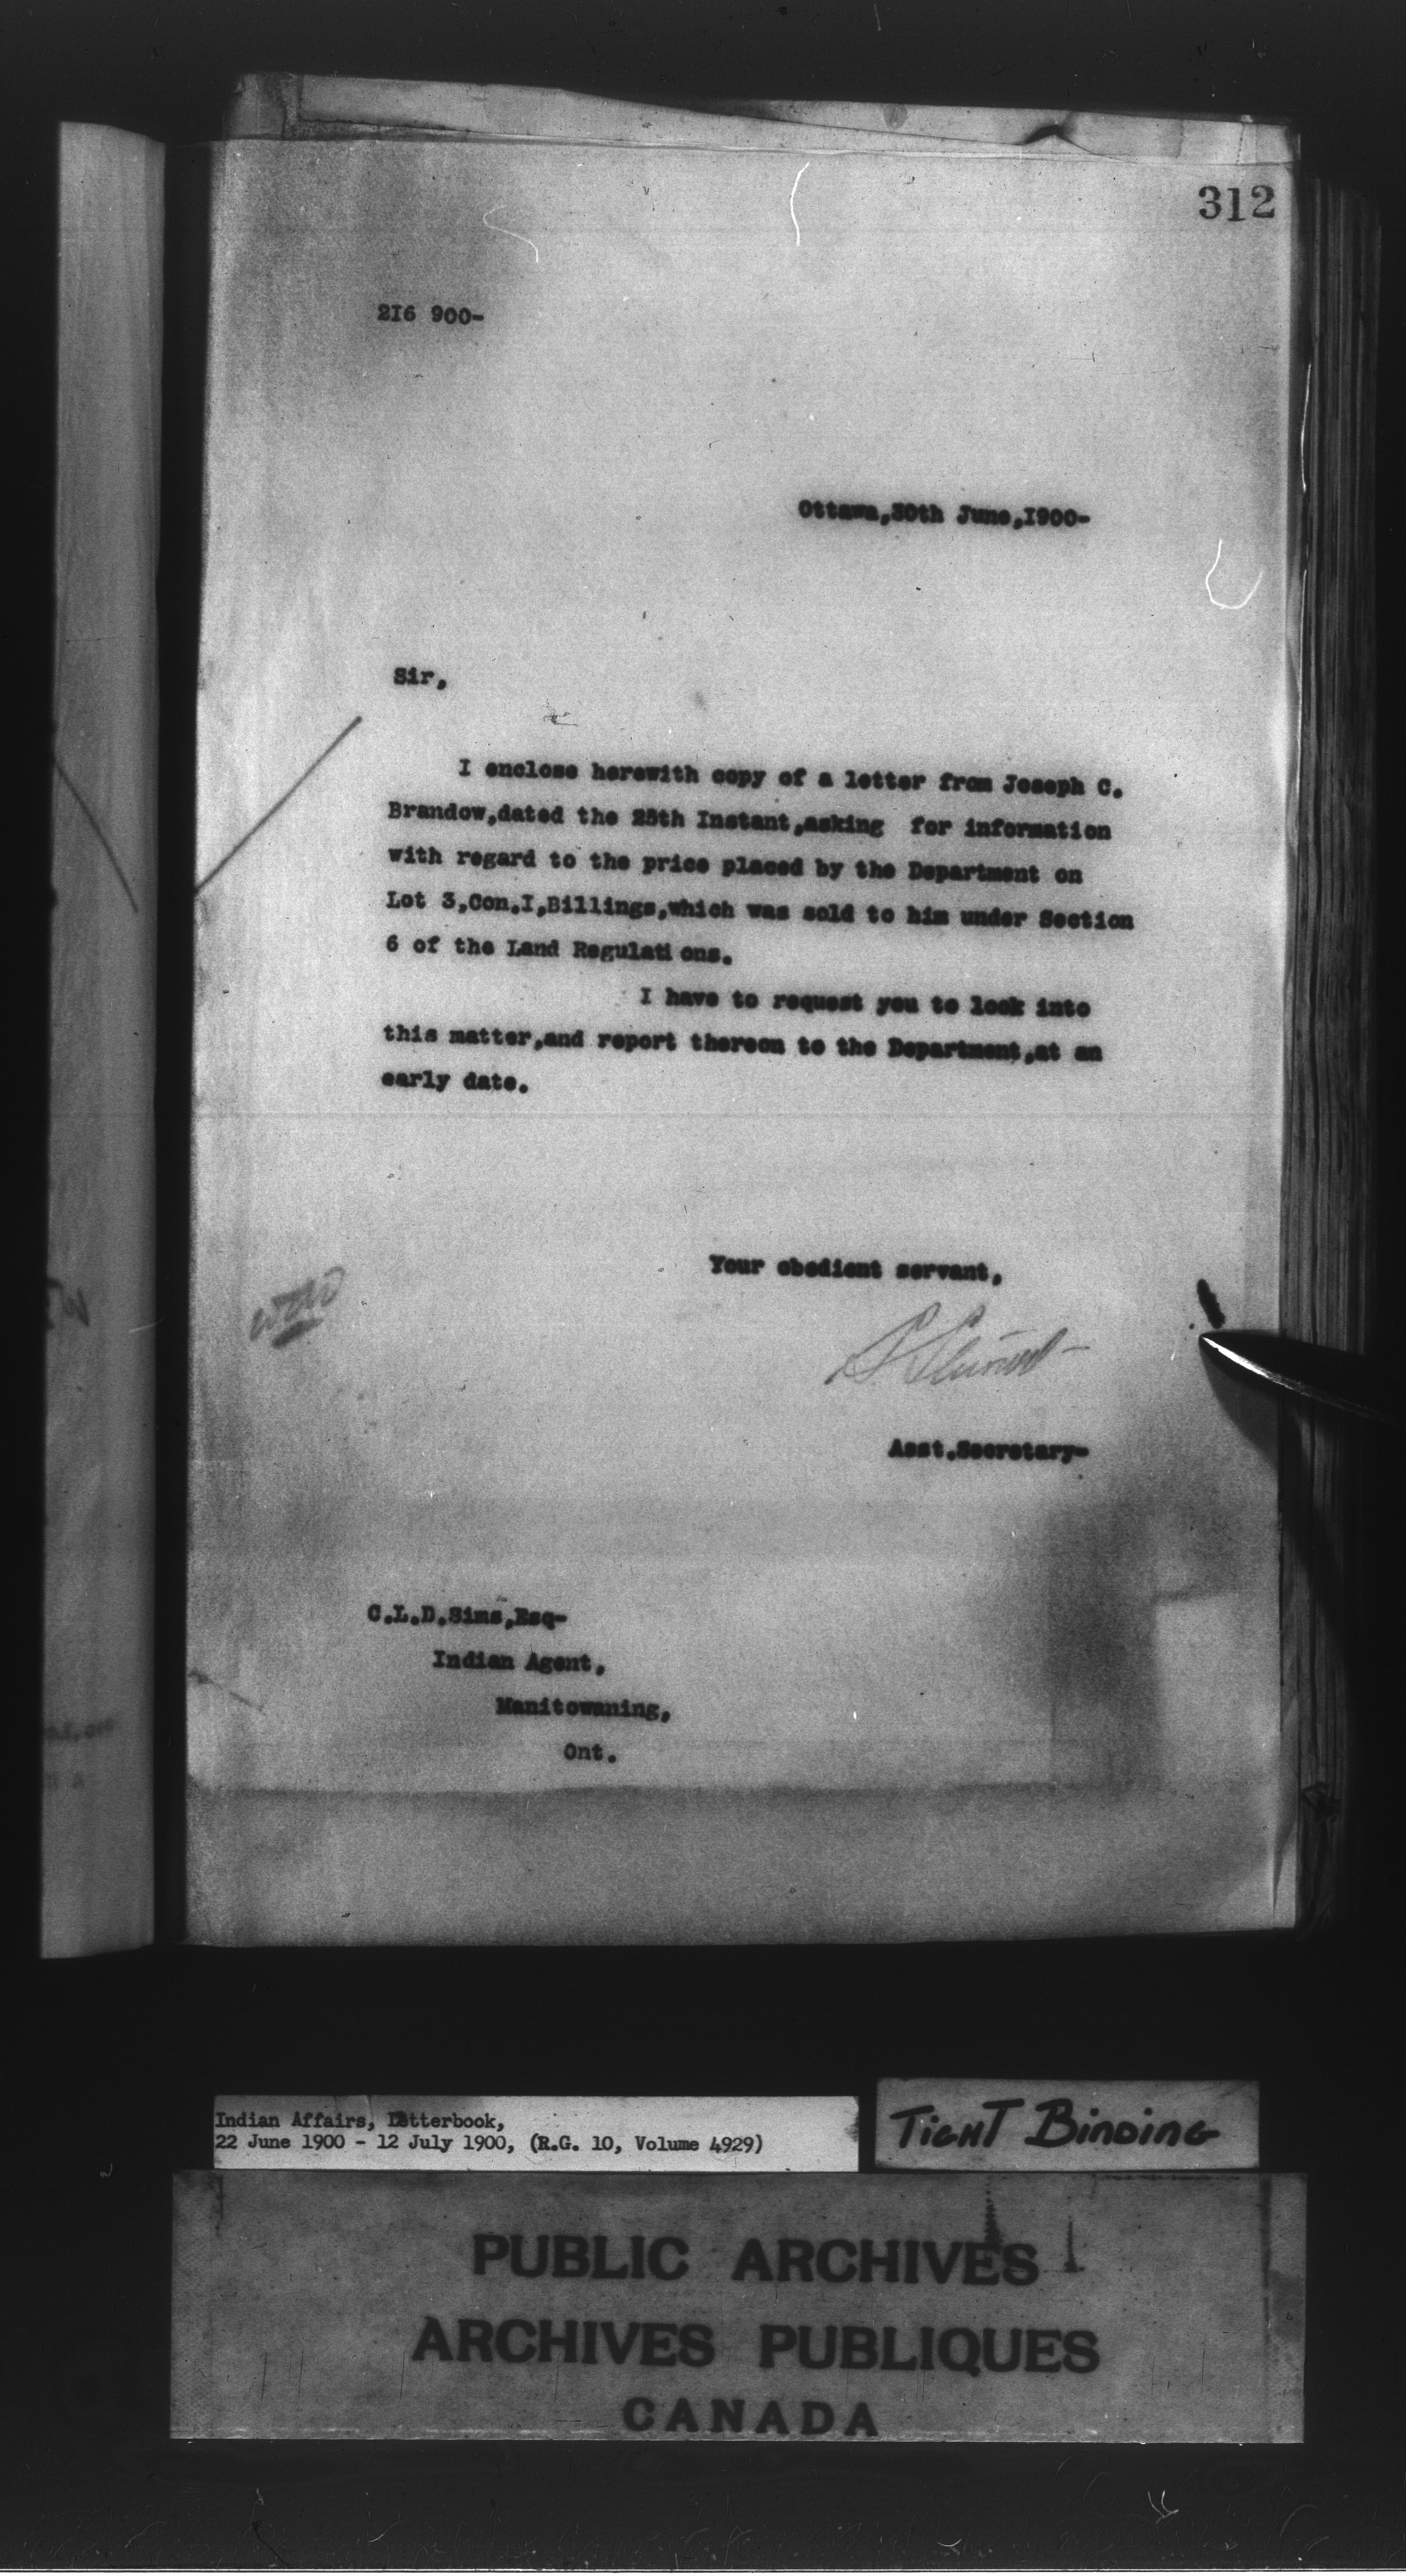 312
216 900-
Ottawa,30th June,1900-
Sir,
I enclose herewith copy of a letter from Joseph C.
Brandow,dated the 25th Instant,asking for information
with regard to the price placed by the Department on
Lot 3,Con.I,Billings,which was sold to him under Section
6 of the Land Regulations.
I have to request you to look into
this matter,and report thereon to the Department,at an
early date.
Your obedient servant,
Asst.Secretary-
C.L.D.Sims,Esq-
Indian Agent,
Manitowaning,
Ont.
Indian Affairs, Letterbook,
22 June 1900 - 12 July 1900, (R.G. 10, Volume 4929)
TIGHT BINDING
PUBLIC ARCHIVES
ARCHIVES PUBLIQUES
CANADA